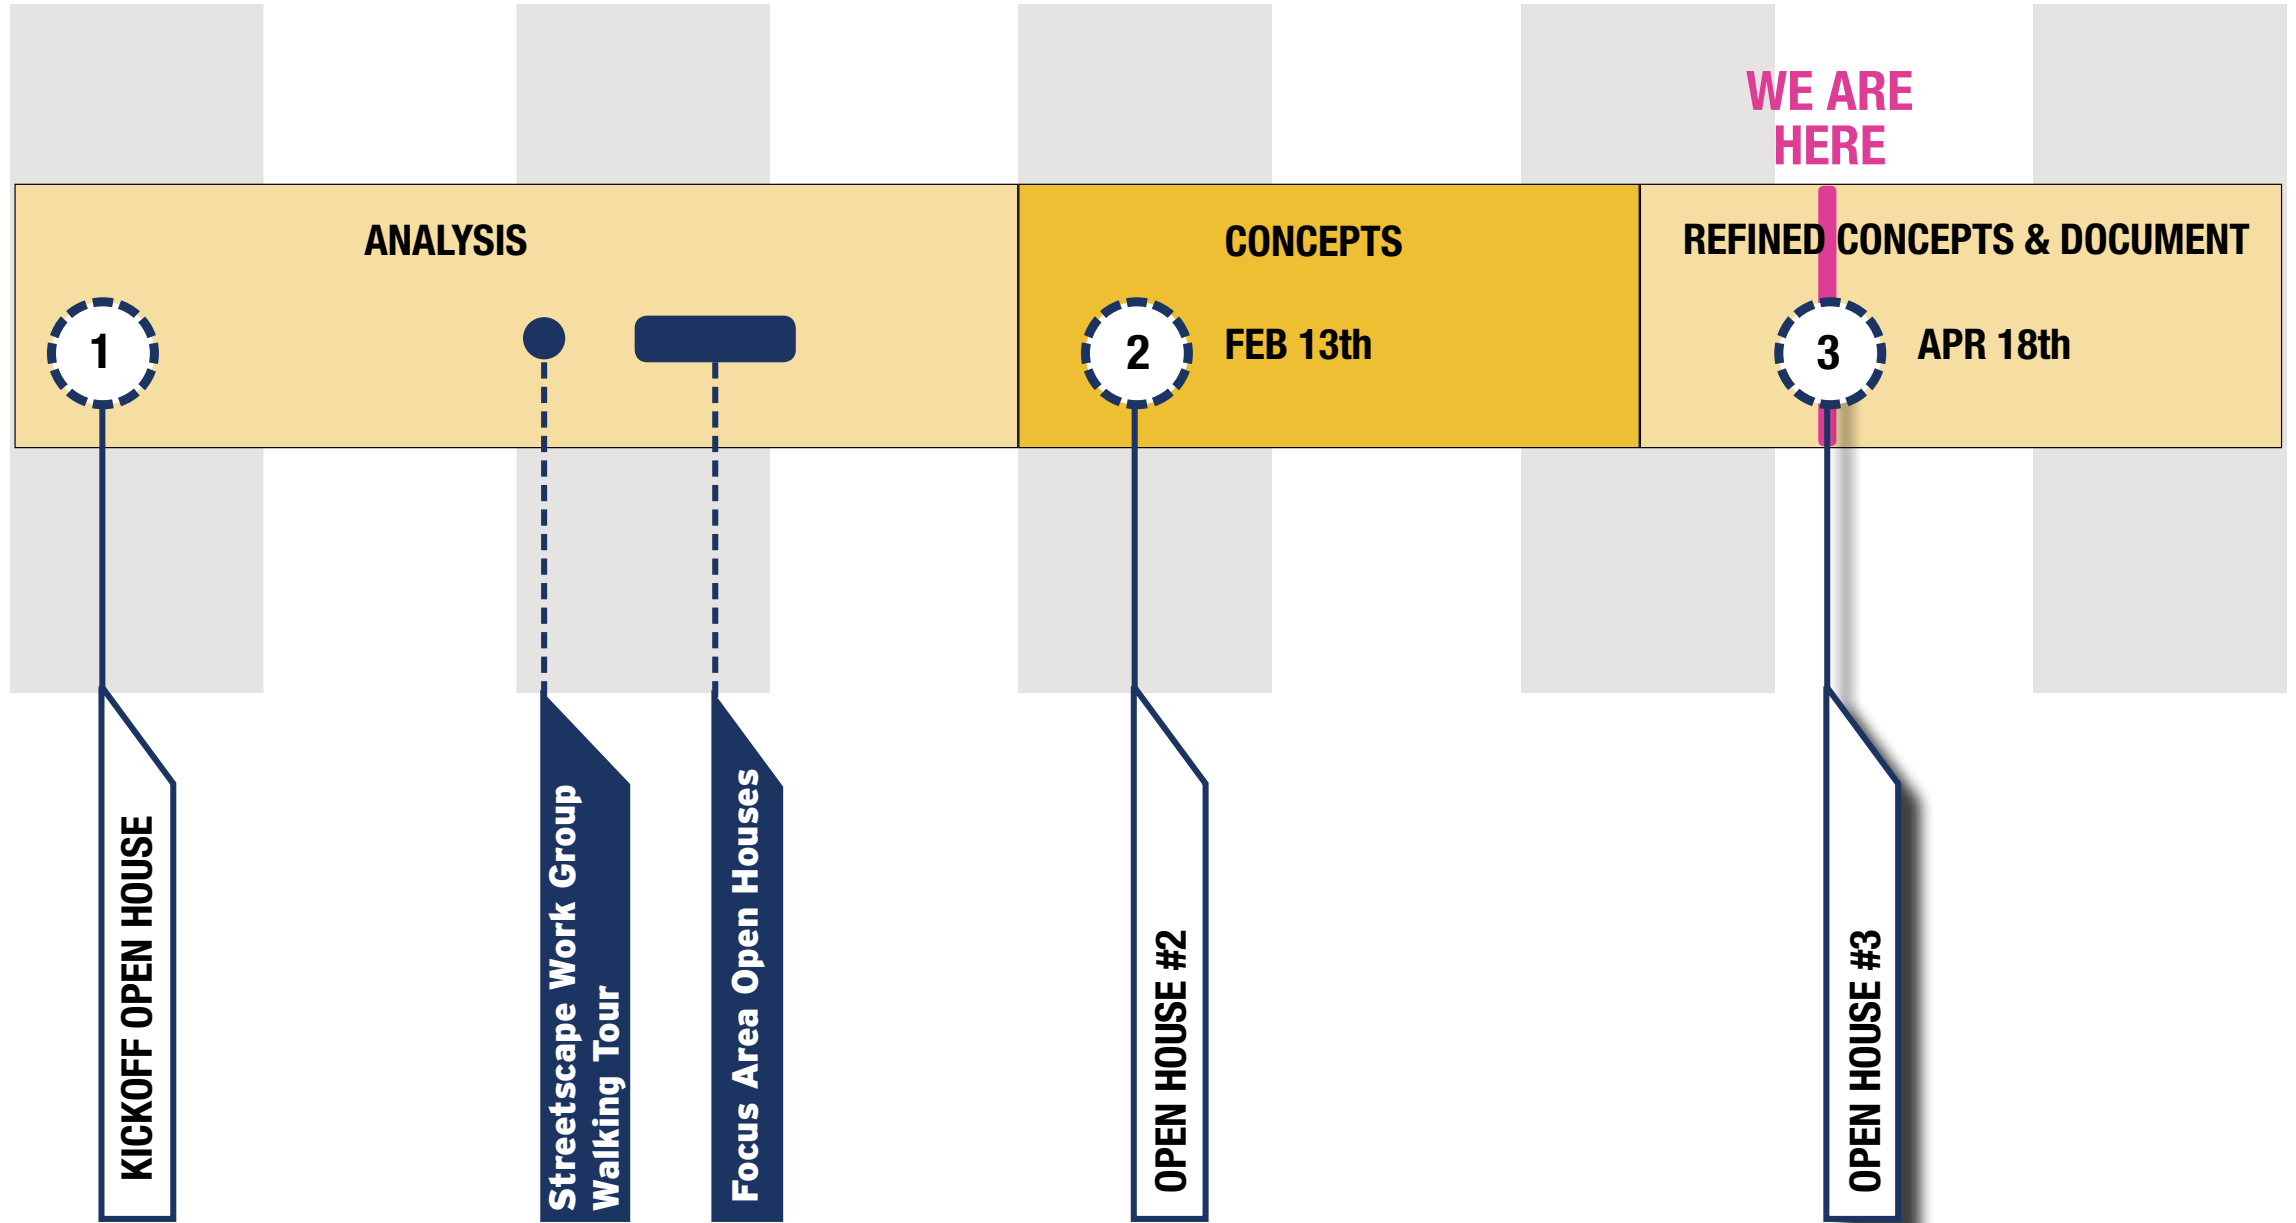 WE ARE
HERE
ANALYSIS
CONCEPTS
REFINED CONCEPTS & DOCUMENT
1
2
FEB 13th
3
APR 18th
KICKOFF OPEN HOUSE
Streetscape Work Group
Walking Tour
Focus Area Open Houses
OPEN HOUSE #2
OPEN HOUSE #3